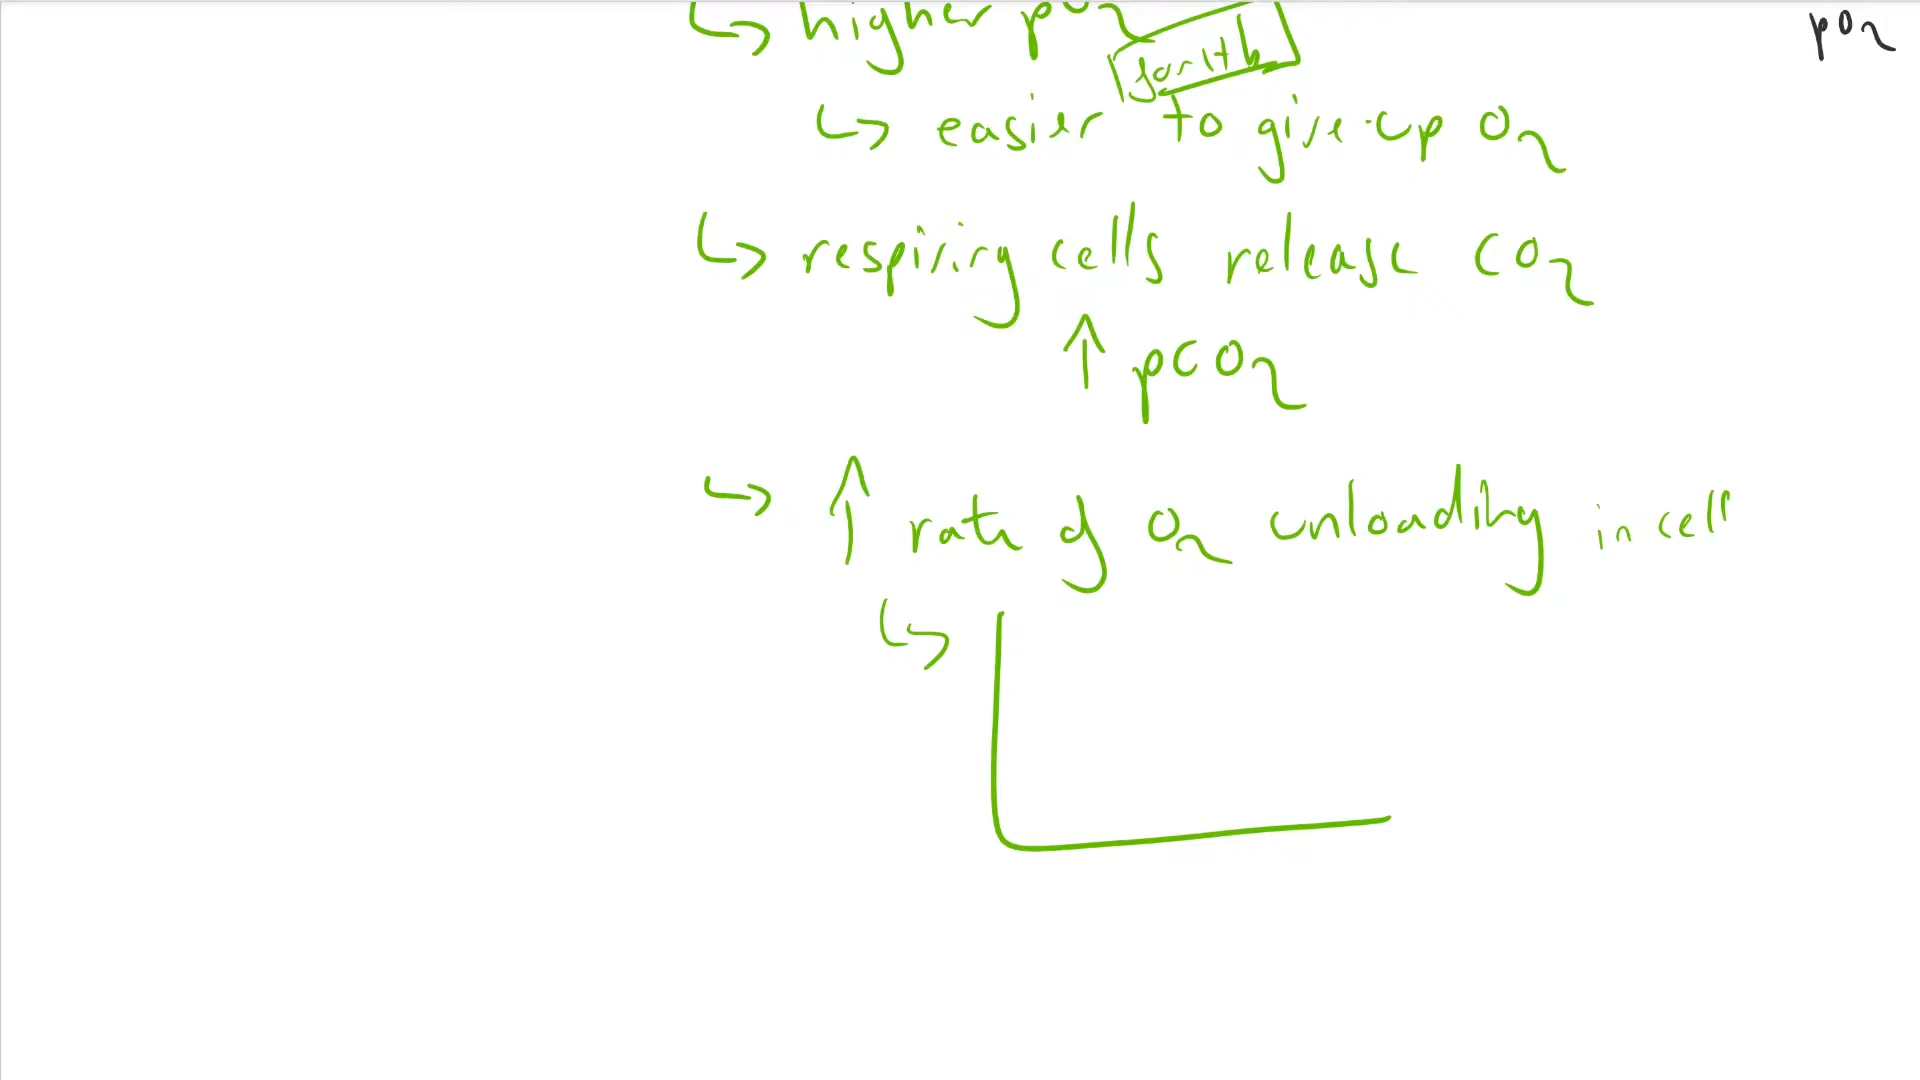 ↳ higher pO₂
pO₂
for Hb
↳ easier to give up O₂
↳ respiring cells release CO₂
↑ pCO₂
↳ ↑ rate of O₂ unloading in cell
↳